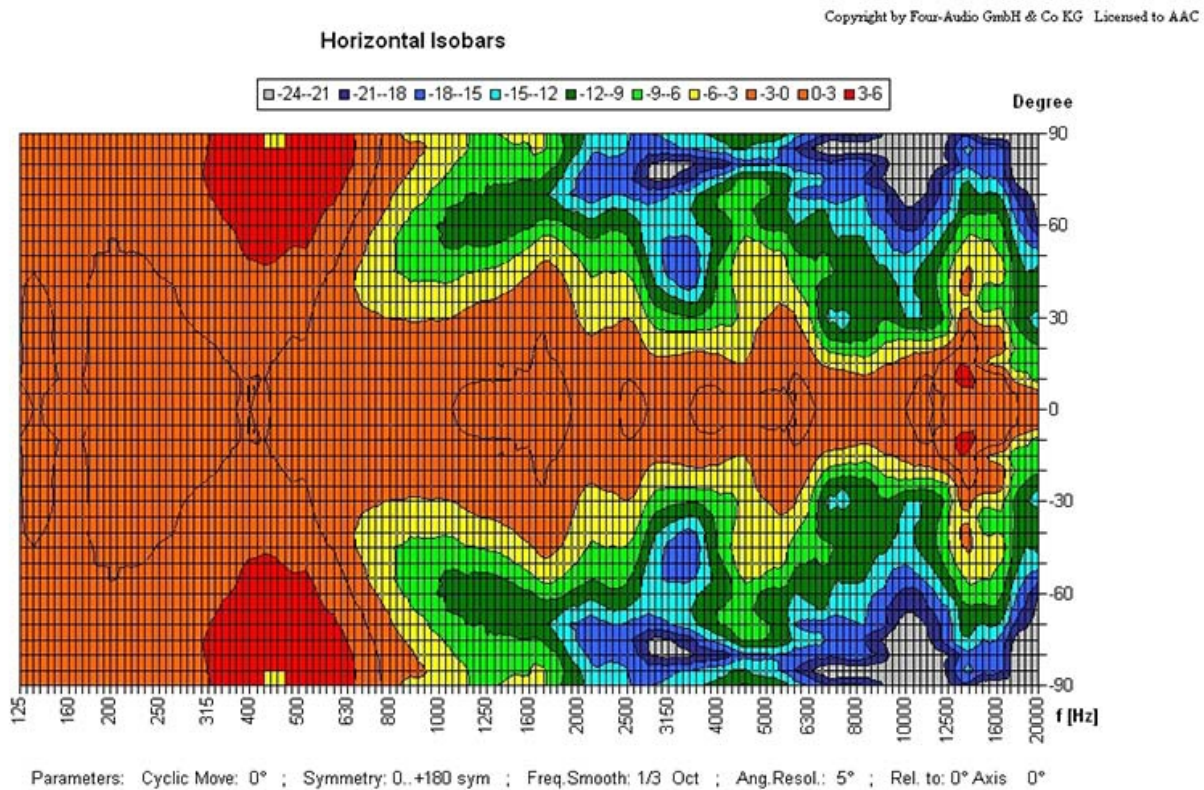 Copyright by Four-Audio GmbH & Co KG Licensed to AAC
Horizontal Isobars
-24--21 -21--18 -18--15 -15--12 -12--9 -9--6 -6--3 -3-0 0-3 3-6
Degree
90
60
30
0
-30
-60
-90
125 160 200 250 315 400 500 630 800 1000 1250 1600 2000 2500 3150 4000 5000 6300 8000 10000 12500 16000 20000 f [Hz]
Parameters: Cyclic Move: 0° ; Symmetry: 0..+180 sym ; Freq.Smooth: 1/3 Oct ; Ang.Resol.: 5° ; Rel. to: 0° Axis 0°